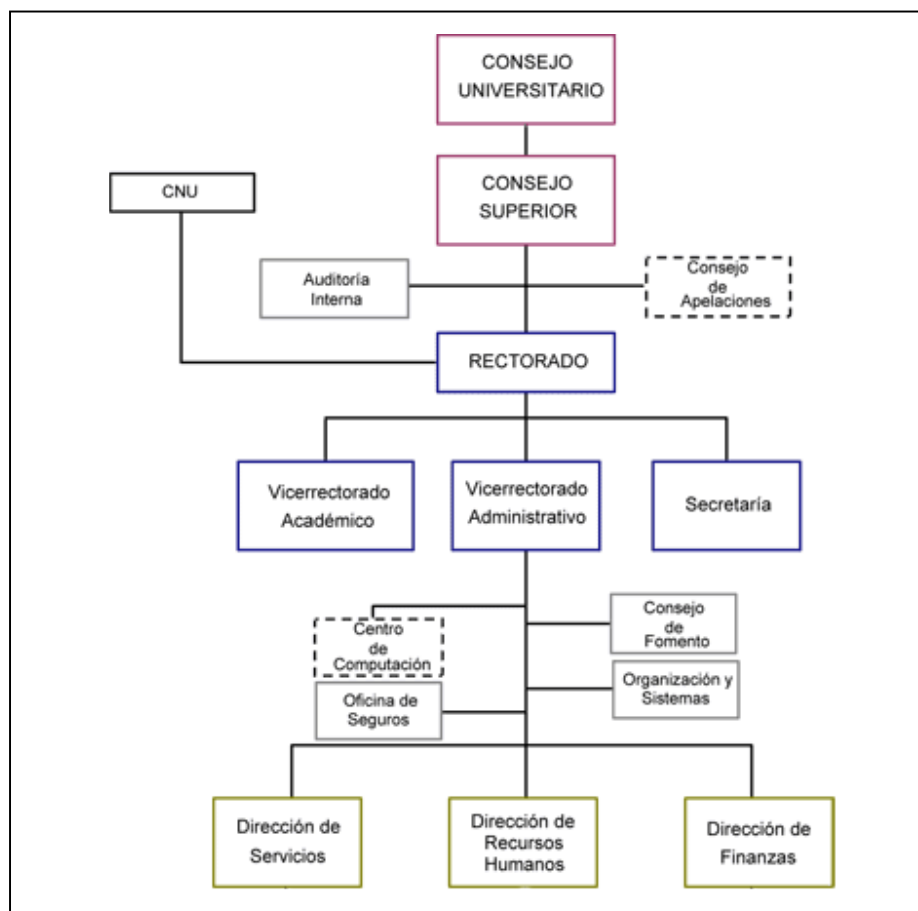 CONSEJO
UNIVERSITARIO
CONSEJO
SUPERIOR
CNU
Auditoría
Interna
Consejo
de
Apelaciones
RECTORADO
Vicerrectorado
Académico
Vicerrectorado
Administrativo
Secretaría
Centro
de
Computación
Consejo
de
Fomento
Oficina de
Seguros
Organización y
Sistemas
Dirección de
Servicios
Dirección de
Recursos
Humanos
Dirección de
Finanzas